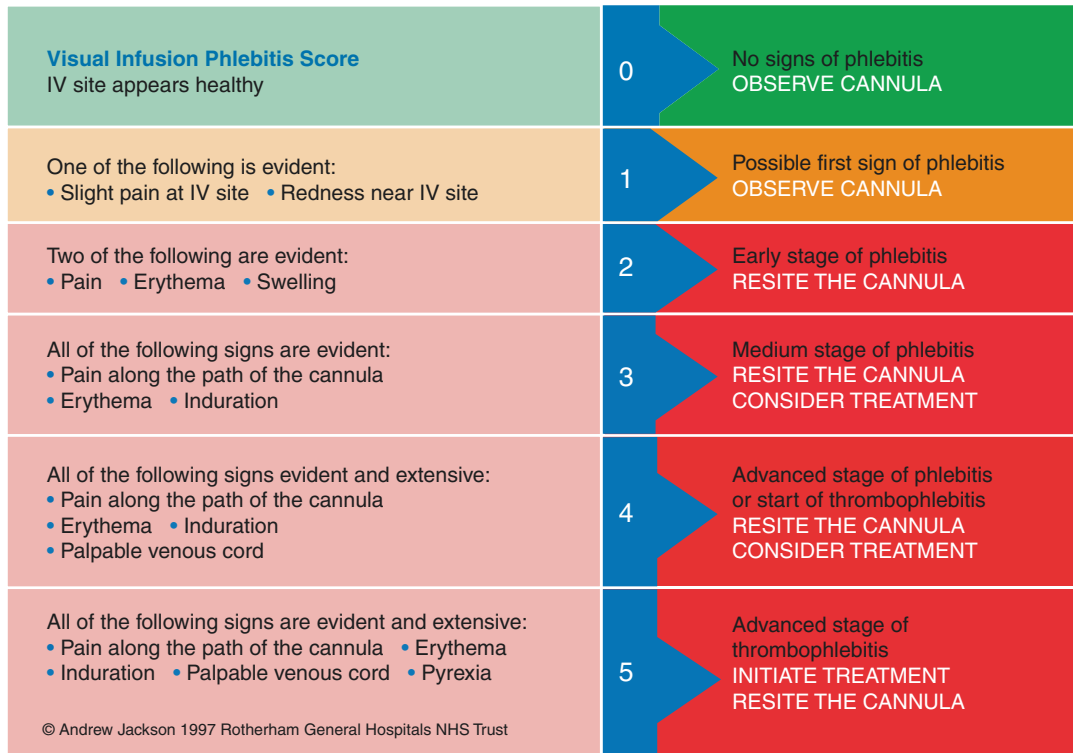 Visual Infusion Phlebitis Score
IV site appears healthy
0
No signs of phlebitis
OBSERVE CANNULA
One of the following is evident:
• Slight pain at IV site • Redness near IV site
1
Possible first sign of phlebitis
OBSERVE CANNULA
Two of the following are evident:
• Pain • Erythema • Swelling
2
Early stage of phlebitis
RESITE THE CANNULA
All of the following signs are evident:
• Pain along the path of the cannula
• Erythema • Induration
3
Medium stage of phlebitis
RESITE THE CANNULA
CONSIDER TREATMENT
All of the following signs evident and extensive:
• Pain along the path of the cannula
• Erythema • Induration
• Palpable venous cord
4
Advanced stage of phlebitis
or start of thrombophlebitis
RESITE THE CANNULA
CONSIDER TREATMENT
All of the following signs are evident and extensive:
• Pain along the path of the cannula • Erythema
• Induration • Palpable venous cord • Pyrexia
5
Advanced stage of
thrombophlebitis
INITIATE TREATMENT
RESITE THE CANNULA
© Andrew Jackson 1997 Rotherham General Hospitals NHS Trust